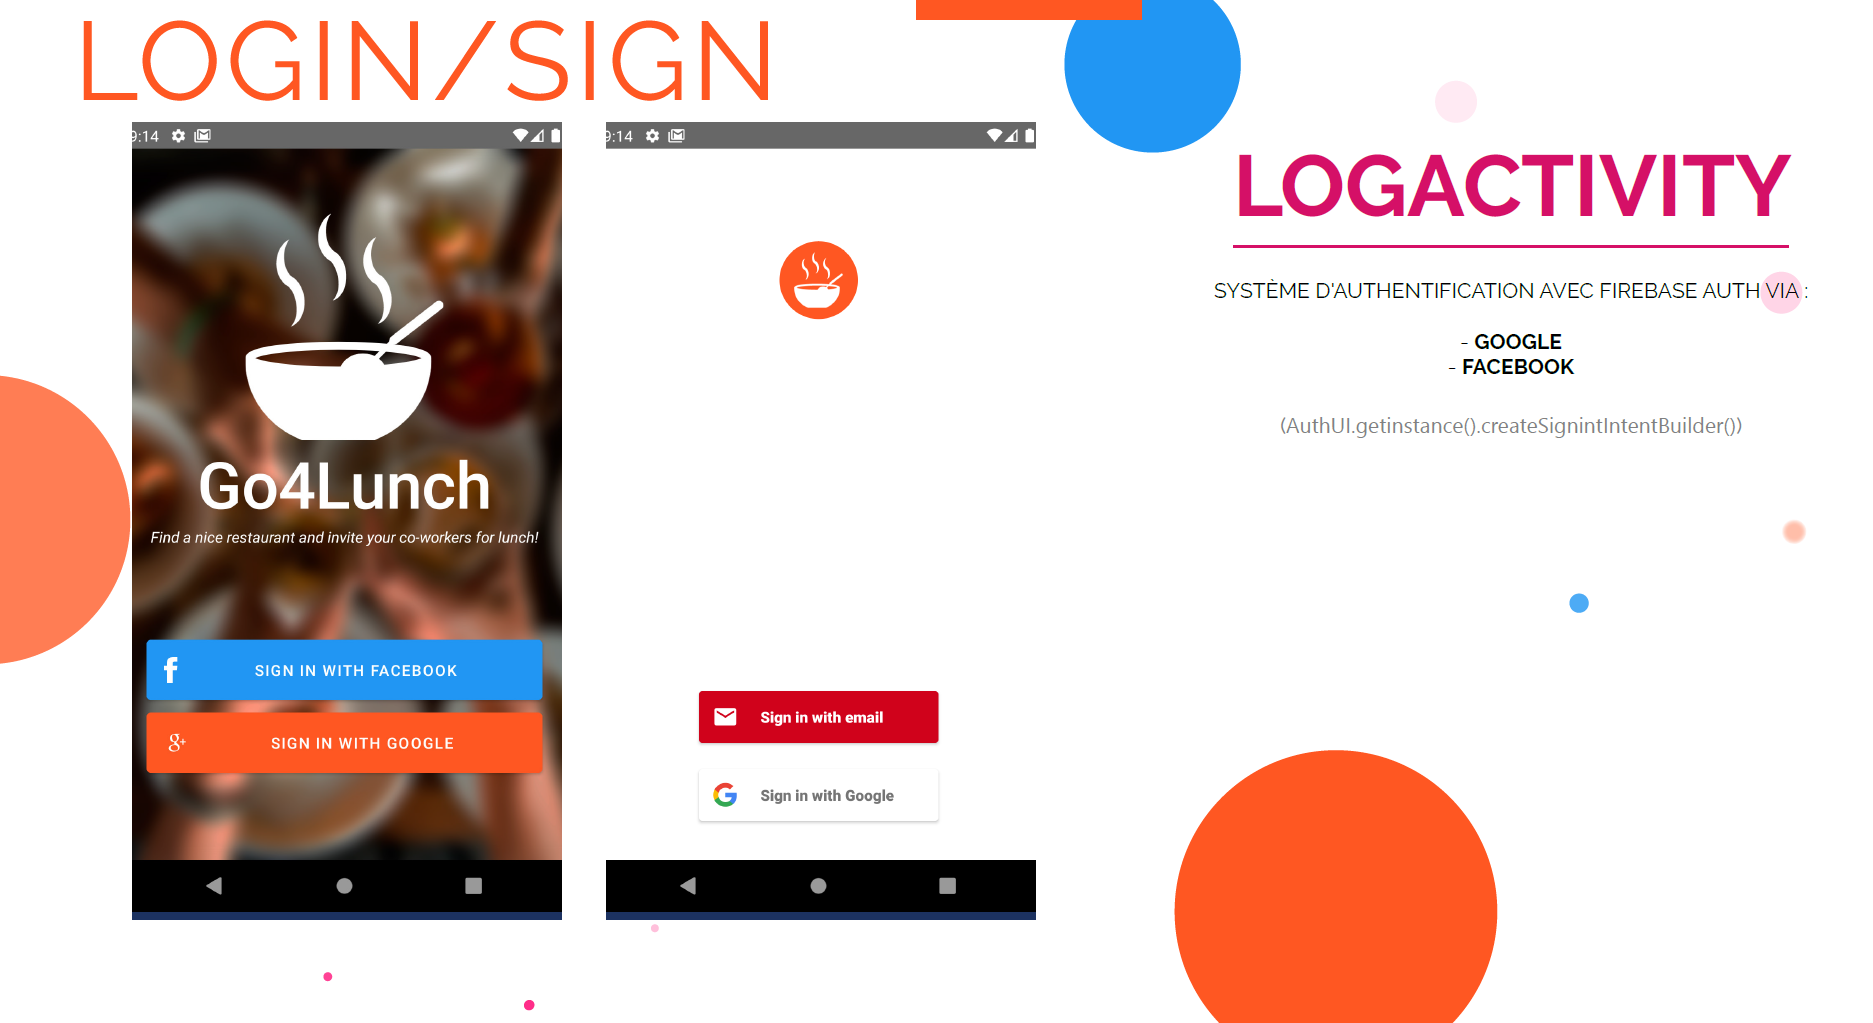 LOGIN/SIGN
9:14
Go4Lunch
Find a nice restaurant and invite your co-workers for lunch!
SIGN IN WITH FACEBOOK
SIGN IN WITH GOOGLE
9:14
Sign in with email
Sign in with Google
LOGACTIVITY
SYSTÈME D'AUTHENTIFICATION AVEC FIREBASE AUTH VIA :
- GOOGLE
- FACEBOOK
(AuthUI.getinstance().createSignintIntentBuilder())